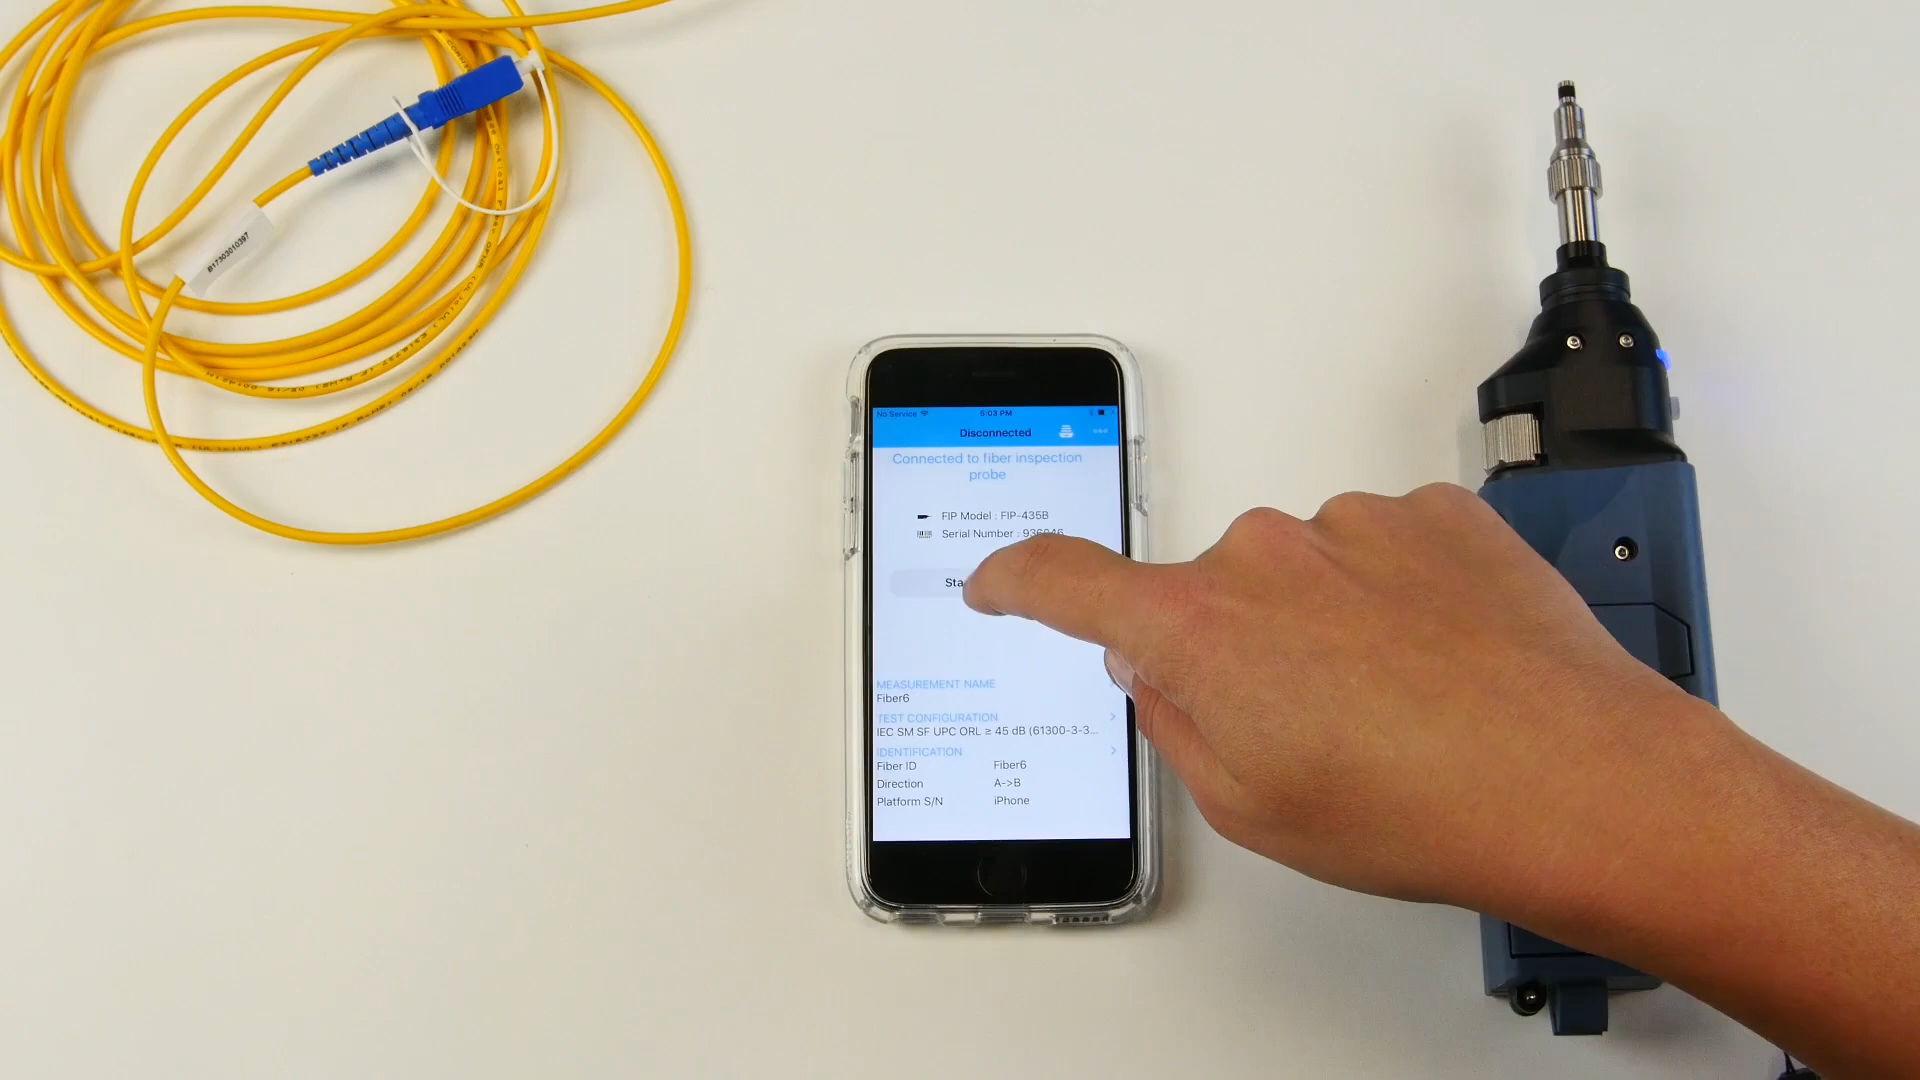 B17303010397
No Service
5:03 PM
Disconnected
Connected to fiber inspection
probe
FIP Model : FIP-435B
Serial Number : 936046
MEASUREMENT NAME
Fiber6
TEST CONFIGURATION
IEC SM SF UPC ORL ≥ 45 dB (61300-3-3...
IDENTIFICATION
Fiber ID Fiber6
Direction A->B
Platform S/N iPhone